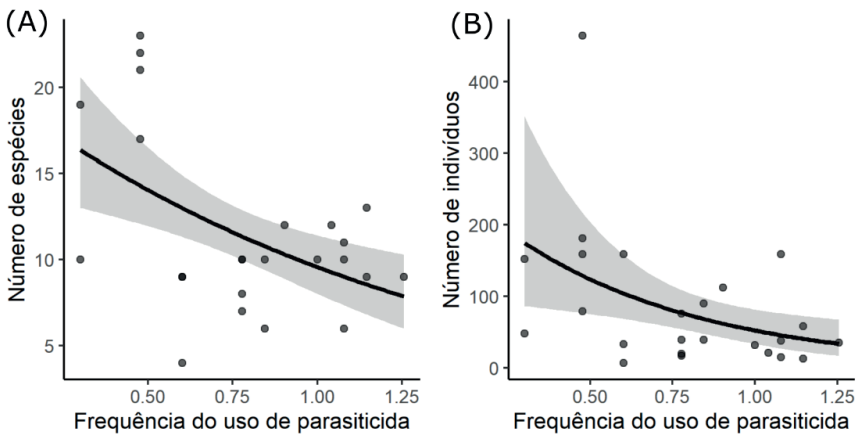 (A)
Número de espécies
20
15
10
5
0.50 0.75 1.00 1.25
Frequência do uso de parasiticida
(B)
Número de indivíduos
400
300
200
100
0
0.50 0.75 1.00 1.25
Frequência do uso de parasiticida